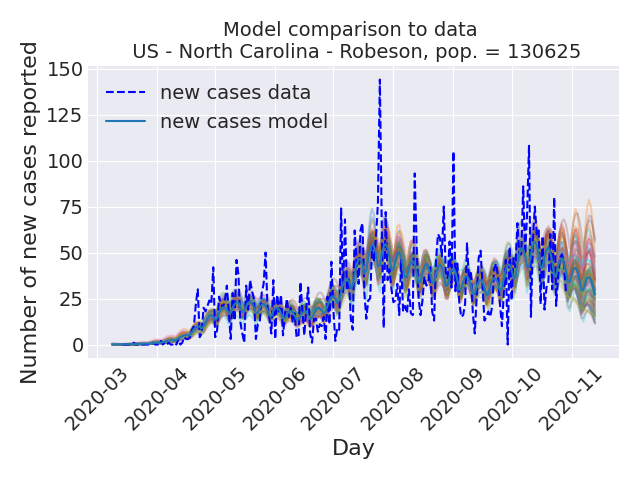 Model comparison to data
US - North Carolina - Robeson, pop. = 130625
Number of new cases reported
150
125
100
75
50
25
0
new cases data
new cases model
2020-03
2020-04
2020-05
2020-06
2020-07
2020-08
2020-09
2020-10
2020-11
Day